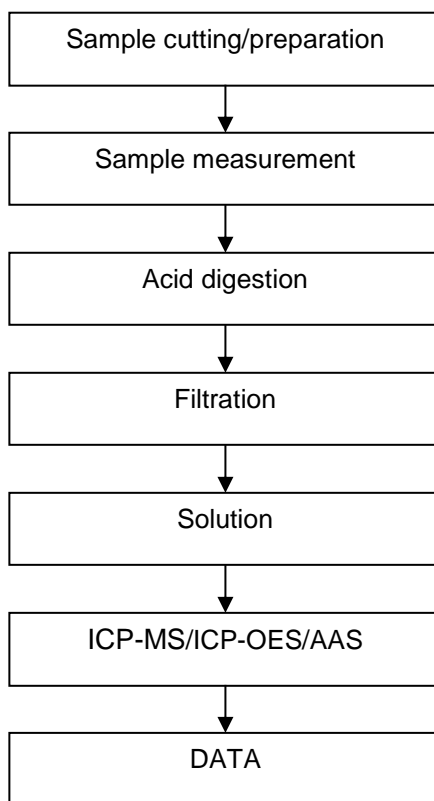 Sample cutting/preparation
Sample measurement
Acid digestion
Filtration
Solution
ICP-MS/ICP-OES/AAS
DATA